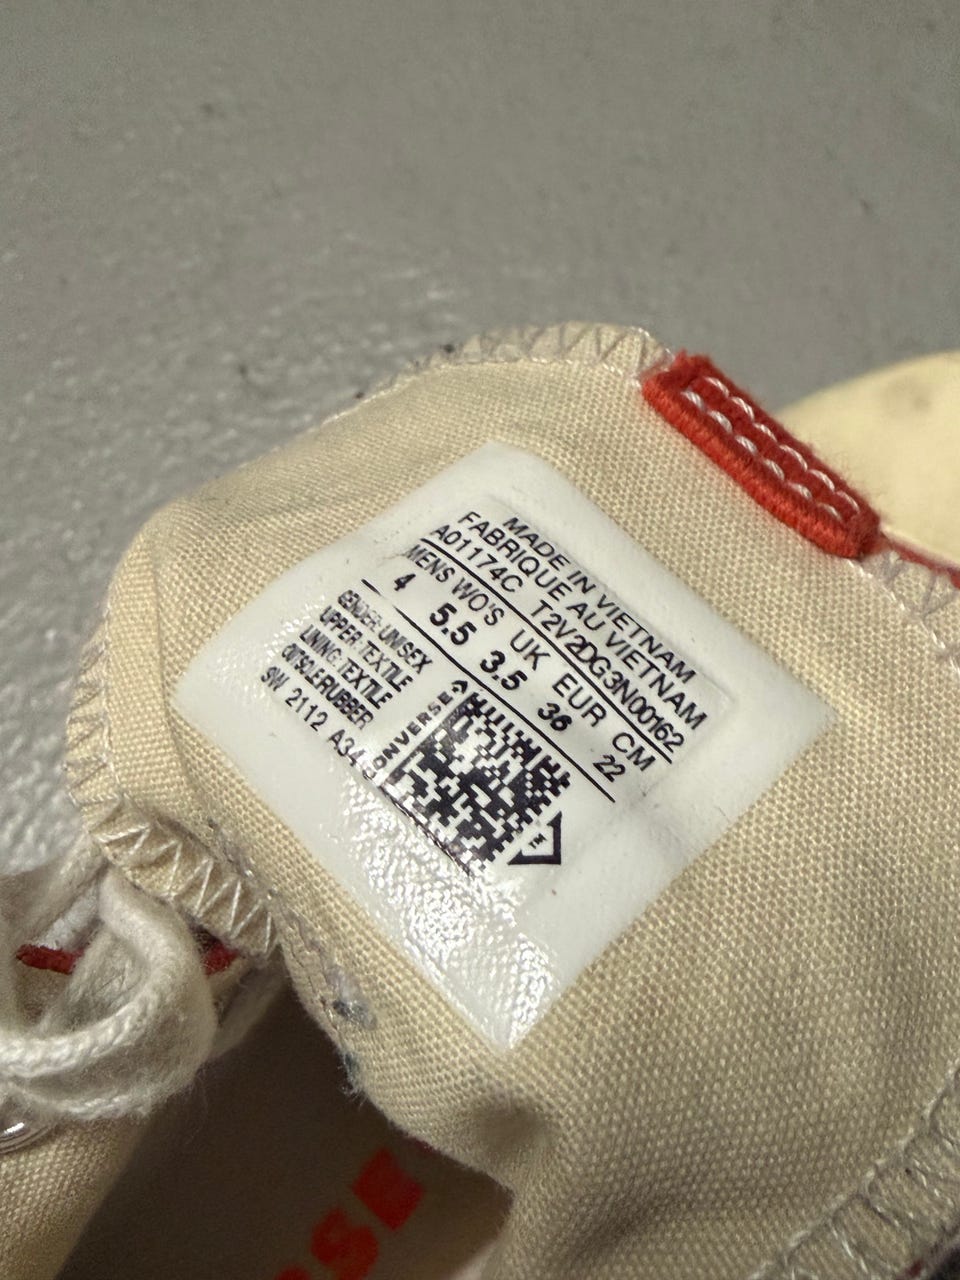 MADE IN VIETNAM
FABRIQUE AU VIETNAM
A01174C T2V2DG3N00162
MENS WO'S UK EUR CM
4 5.5 3.5 36 22
GENDER: UNISEX
UPPER: TEXTILE
LINING: TEXTILE
OUTSOLE: RUBBER
SW 2112
CONVERSE